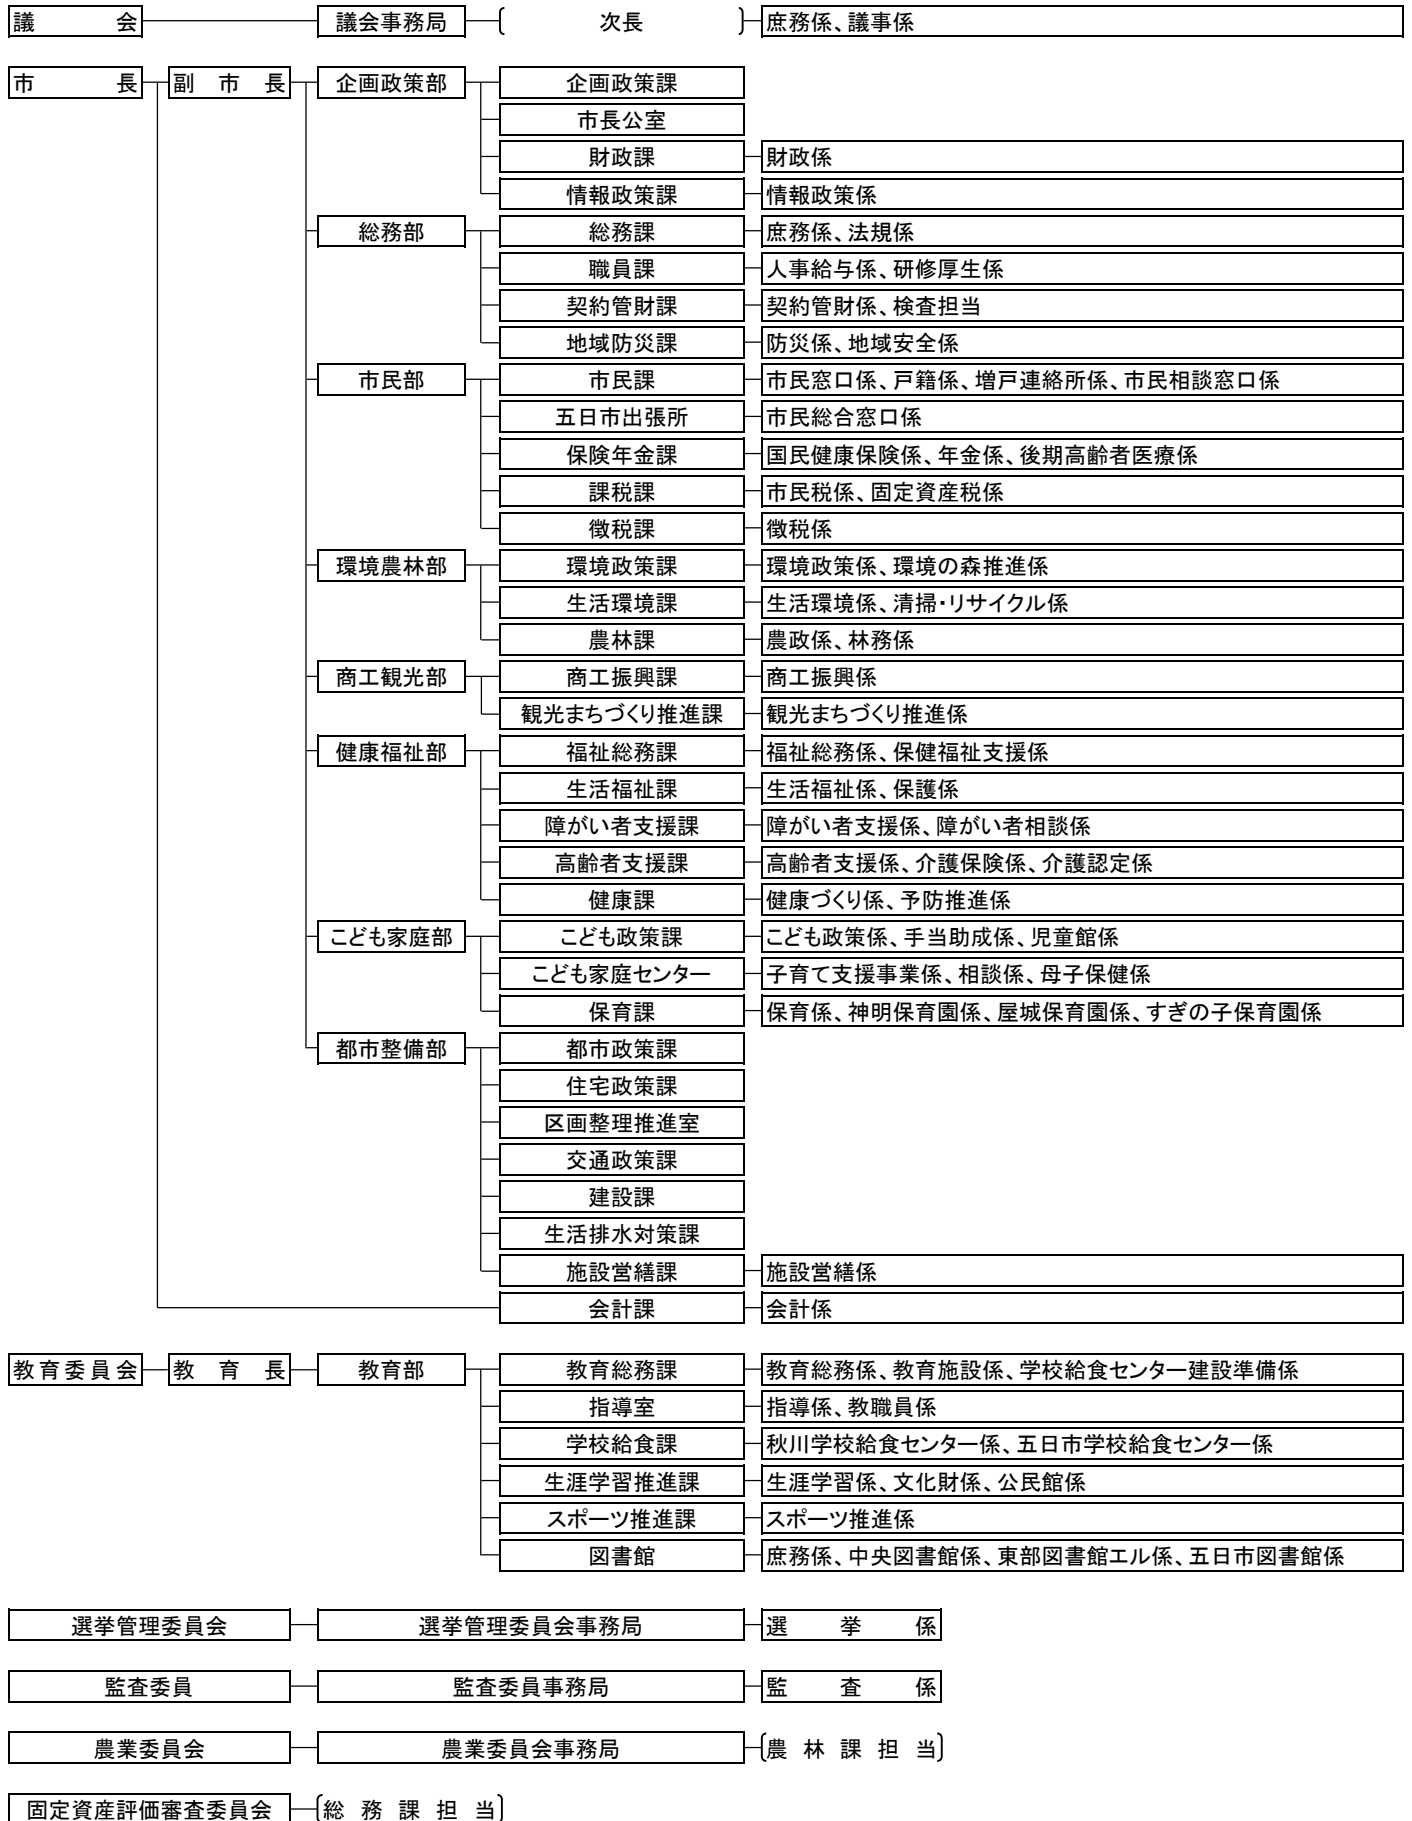 議会 議会事務局 〔次長〕 庶務係、議事係
市長 副市長 企画政策部 企画政策課
市長公室
財政課 財政係
情報政策課 情報政策係
総務部 総務課 庶務係、法規係
職員課 人事給与係、研修厚生係
契約管財課 契約管財係、検査担当
地域防災課 防災係、地域安全係
市民部 市民課 市民窓口係、戸籍係、増戸連絡所係、市民相談窓口係
五日市出張所 市民総合窓口係
保険年金課 国民健康保険係、年金係、後期高齢者医療係
課税課 市民税係、固定資産税係
徴税課 徴税係
環境農林部 環境政策課 環境政策係、環境の森推進係
生活環境課 生活環境係、清掃・リサイクル係
農林課 農政係、林務係
商工観光部 商工振興課 商工振興係
観光まちづくり推進課 観光まちづくり推進係
健康福祉部 福祉総務課 福祉総務係、保健福祉支援係
生活福祉課 生活福祉係、保護係
障がい者支援課 障がい者支援係、障がい者相談係
高齢者支援課 高齢者支援係、介護保険係、介護認定係
健康課 健康づくり係、予防推進係
こども家庭部 こども政策課 こども政策係、手当助成係、児童館係
こども家庭センター 子育て支援事業係、相談係、母子保健係
保育課 保育係、神明保育園係、屋城保育園係、すぎの子保育園係
都市整備部 都市政策課
住宅政策課
区画整理推進室
交通政策課
建設課
生活排水対策課
施設営繕課 施設営繕係
会計課 会計係
教育委員会 教育長 教育部 教育総務課 教育総務係、教育施設係、学校給食センター建設準備係
指導室 指導係、教職員係
学校給食課 秋川学校給食センター係、五日市学校給食センター係
生涯学習推進課 生涯学習係、文化財係、公民館係
スポーツ推進課 スポーツ推進係
図書館 庶務係、中央図書館係、東部図書館エル係、五日市図書館係
選挙管理委員会 選挙管理委員会事務局 選挙係
監査委員 監査委員事務局 監査係
農業委員会 農業委員会事務局 〔農林課担当〕
固定資産評価審査委員会 〔総務課担当〕